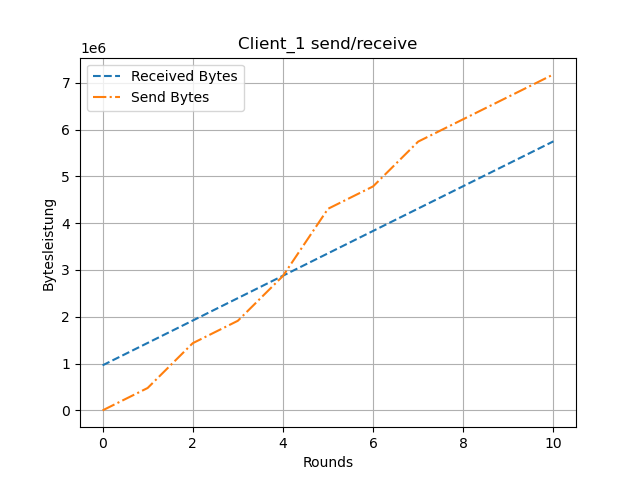 Client_1 send/receive
1e6
Received Bytes
Send Bytes
7
6
5
4
3
2
1
0
Bytesleistung
0 2 4 6 8 10
Rounds